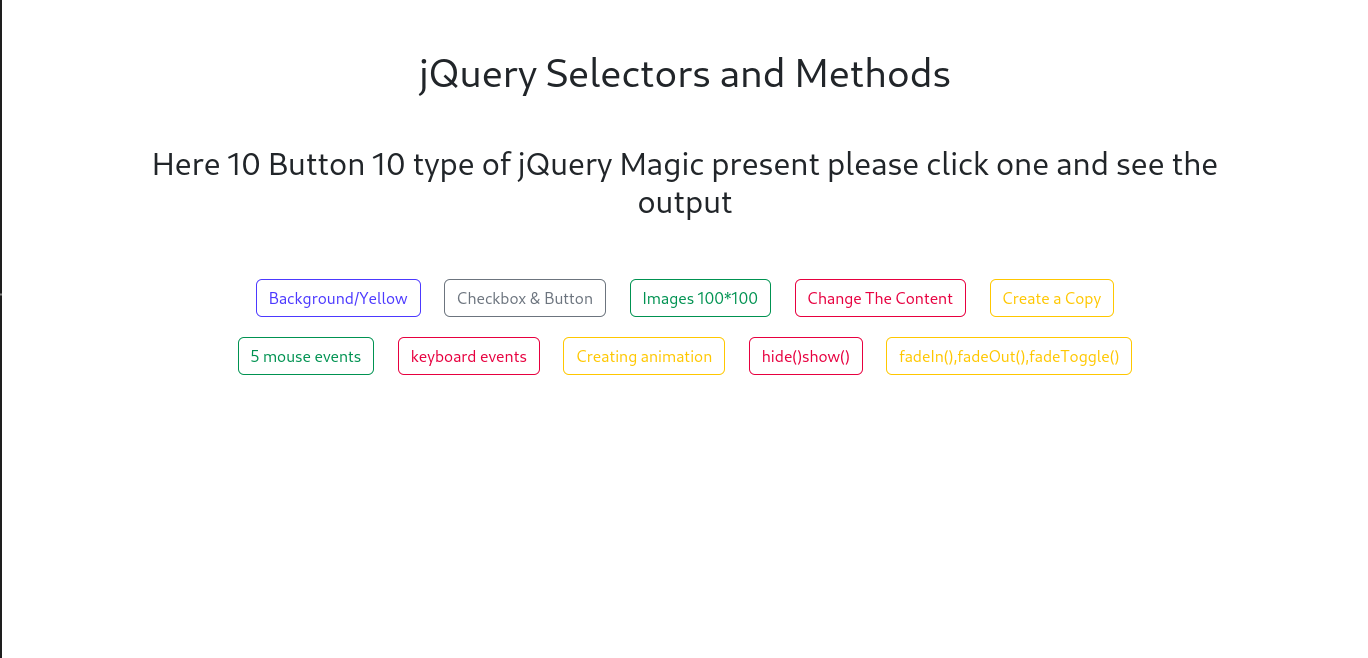 jQuery Selectors and Methods
Here 10 Button 10 type of jQuery Magic present please click one and see the
output
Background/Yellow Checkbox & Button Images 100*100 Change The Content Create a Copy
5 mouse events keyboard events Creating animation hide()show() fadeIn(),fadeOut(),fadeToggle()